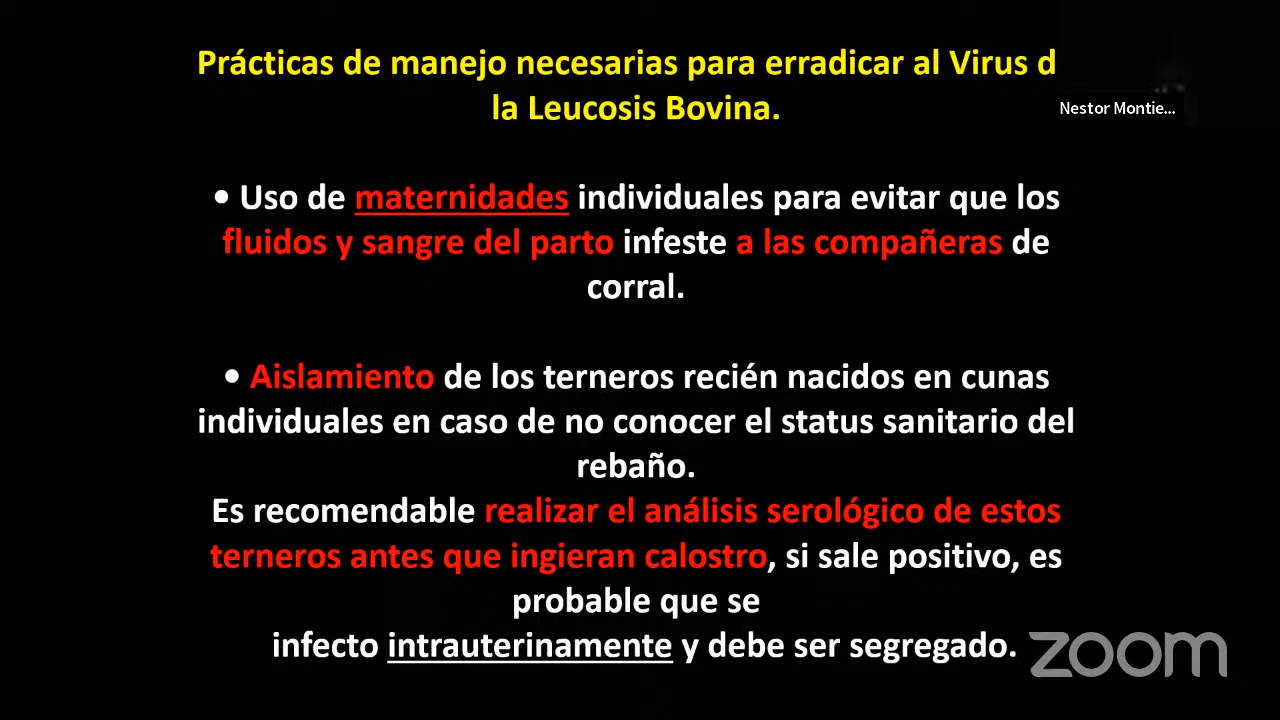 Prácticas de manejo necesarias para erradicar al Virus d
la Leucosis Bovina.
Nestor Montie...
• Uso de maternidades individuales para evitar que los
fluidos y sangre del parto infeste a las compañeras de
corral.
• Aislamiento de los terneros recién nacidos en cunas
individuales en caso de no conocer el status sanitario del
rebaño.
Es recomendable realizar el análisis serológico de estos
terneros antes que ingieran calostro, si sale positivo, es
probable que se
infecto intrauterinamente y debe ser segregado.
zoom